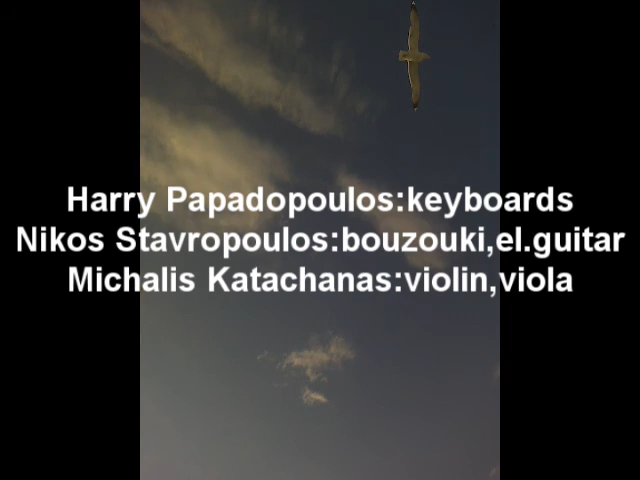 Harry Papadopoulos:keyboards
Nikos Stavropoulos:bouzouki,el.guitar
Michalis Katachanas:violin,viola